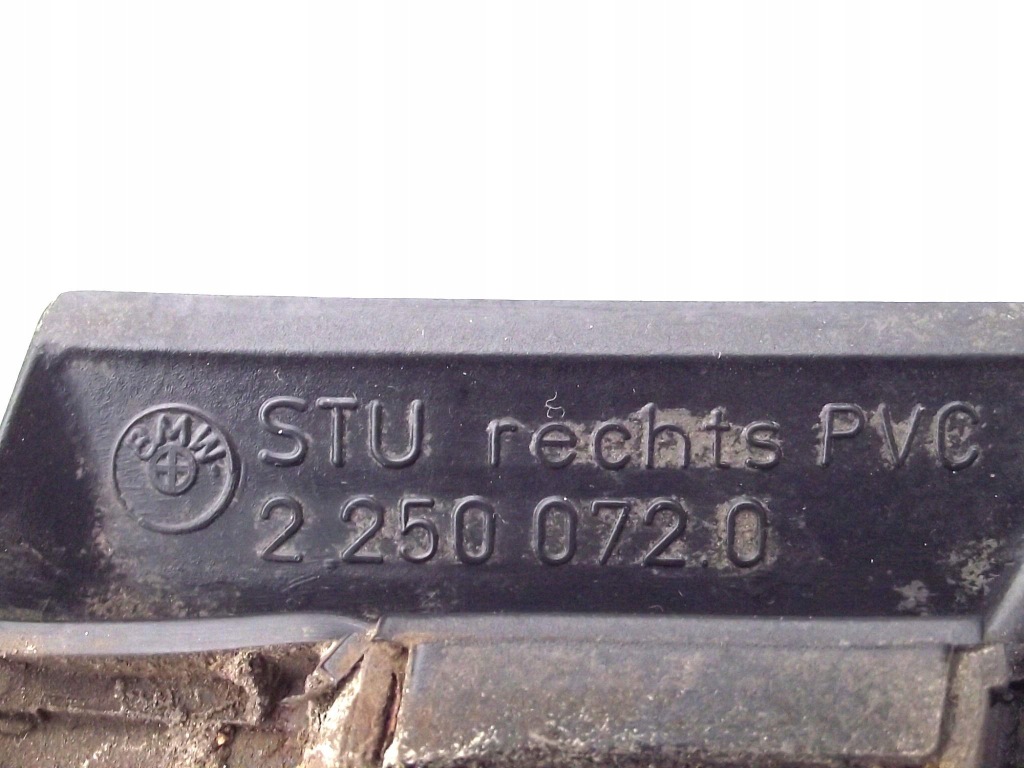 BMW
STU rechts PVC
2 250 072.0